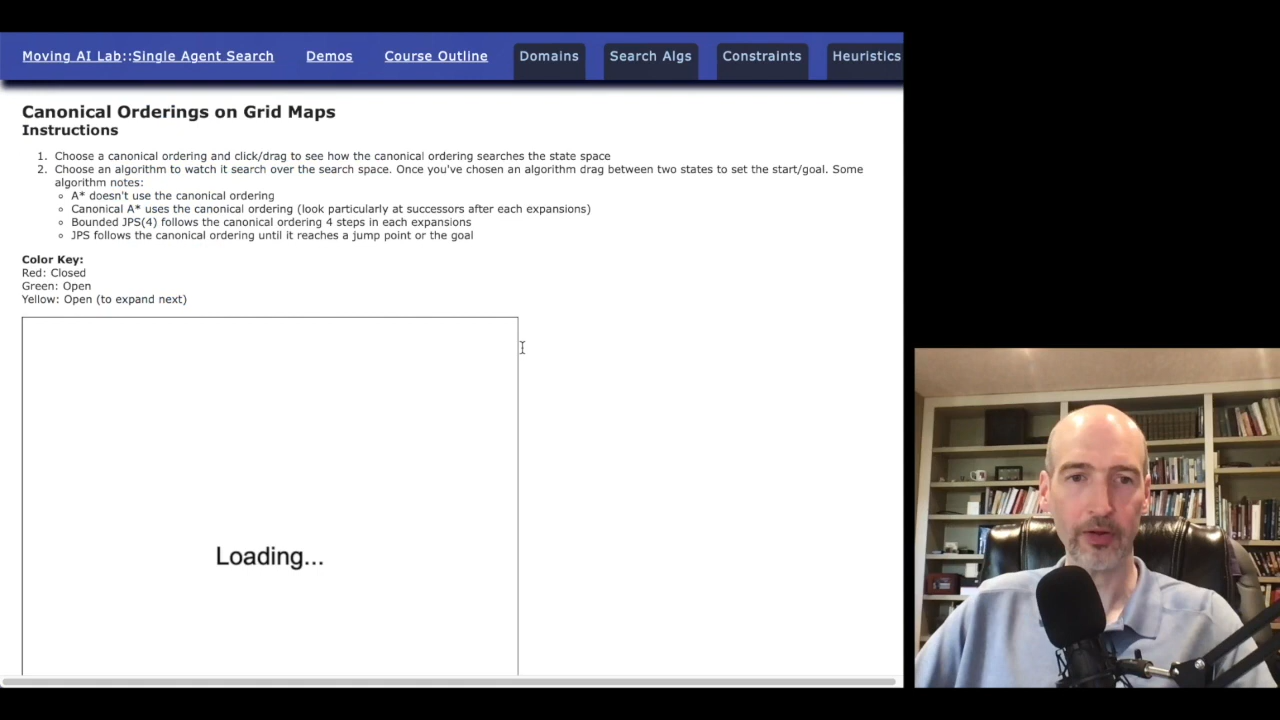 Moving AI Lab::Single Agent Search Demos Course Outline Domains Search Algs Constraints Heuristics
Canonical Orderings on Grid Maps
Instructions
1. Choose a canonical ordering and click/drag to see how the canonical ordering searches the state space
2. Choose an algorithm to watch it search over the search space. Once you've chosen an algorithm drag between two states to set the start/goal. Some
algorithm notes:
A* doesn't use the canonical ordering
Canonical A* uses the canonical ordering (look particularly at successors after each expansions)
Bounded JPS(4) follows the canonical ordering 4 steps in each expansions
JPS follows the canonical ordering until it reaches a jump point or the goal
Color Key:
Red: Closed
Green: Open
Yellow: Open (to expand next)
Loading...